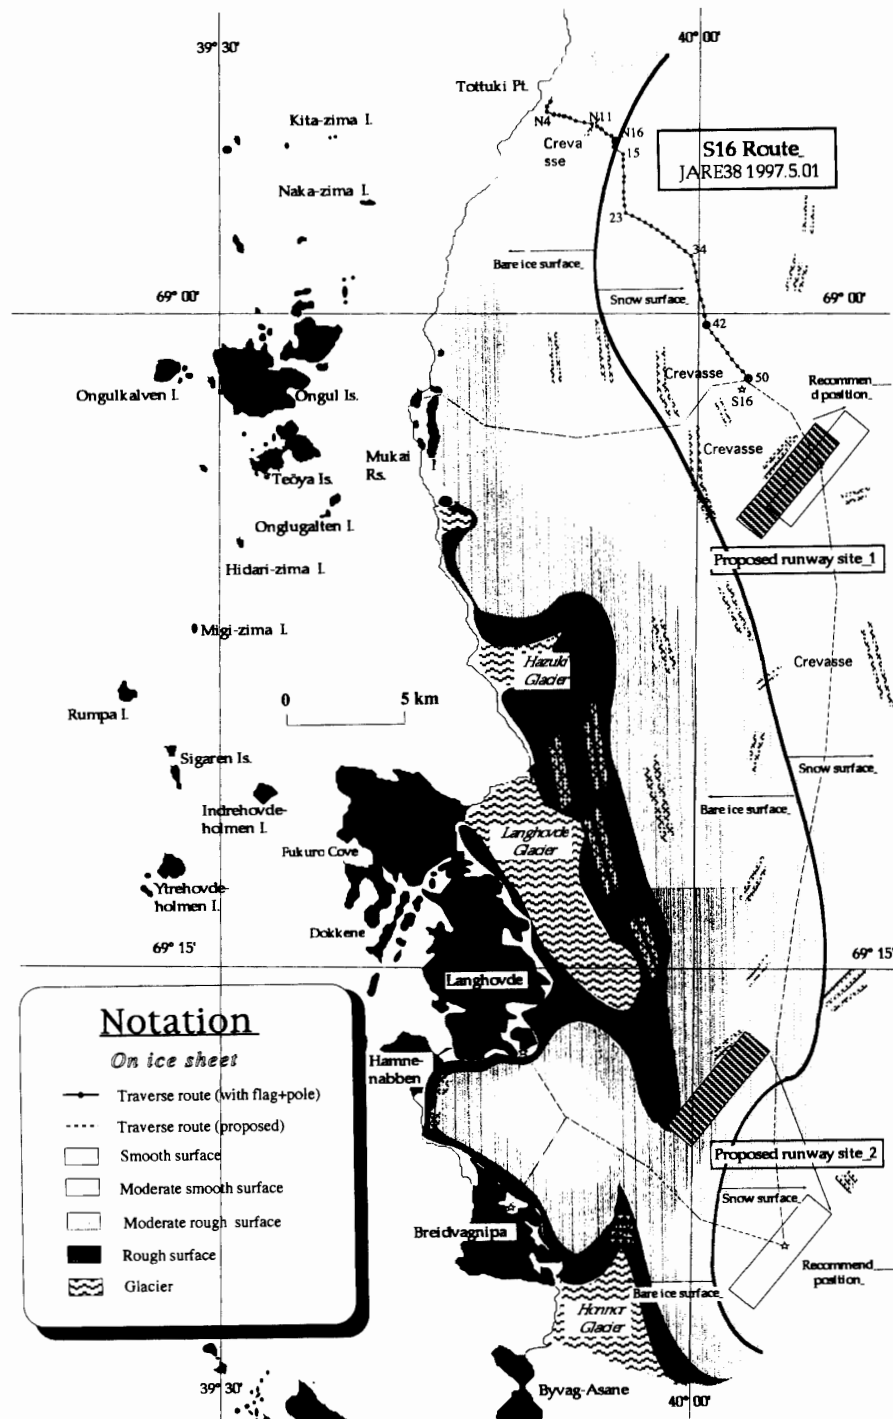 39° 30'
40° 00'
Tottuki Pt.
N4
N11
N16
Kita-zima I.
Creva
sse
15
S16 Route
JARE38 1997.5.01
Naka-zima I.
23
34
Bare ice surface
69° 00'
Snow surface
69° 00'
42
Crevasse
50
S16
Recommen
d position
Ongulkalven I.
Ongul Is.
Mukai
Rs.
Crevasse
Teöya Is.
Onglugalten I.
Hidari-zima I.
Proposed runway site_1
Migi-zima I.
Hazuki
Glacier
Crevasse
0
5 km
Rumpa I.
Sigaren Is.
Snow surface
Bare ice surface
Indrehovde-
holmen I.
Langhovde
Glacier
Fukuro Cove
Ytrehovde-
holmen I.
Dokkene
69° 15'
69° 15'
Langhovde
Notation
On ice sheet
Traverse route (with flag+pole)
Traverse route (proposed)
Smooth surface
Moderate smooth surface
Moderate rough surface
Rough surface
Glacier
Hamne-
nabben
Proposed runway site_2
Snow surface
Breidvagnipa
Recommend
position
Bare ice surface
Honnor
Glacier
39° 30'
Byvag-Asane
40° 00'